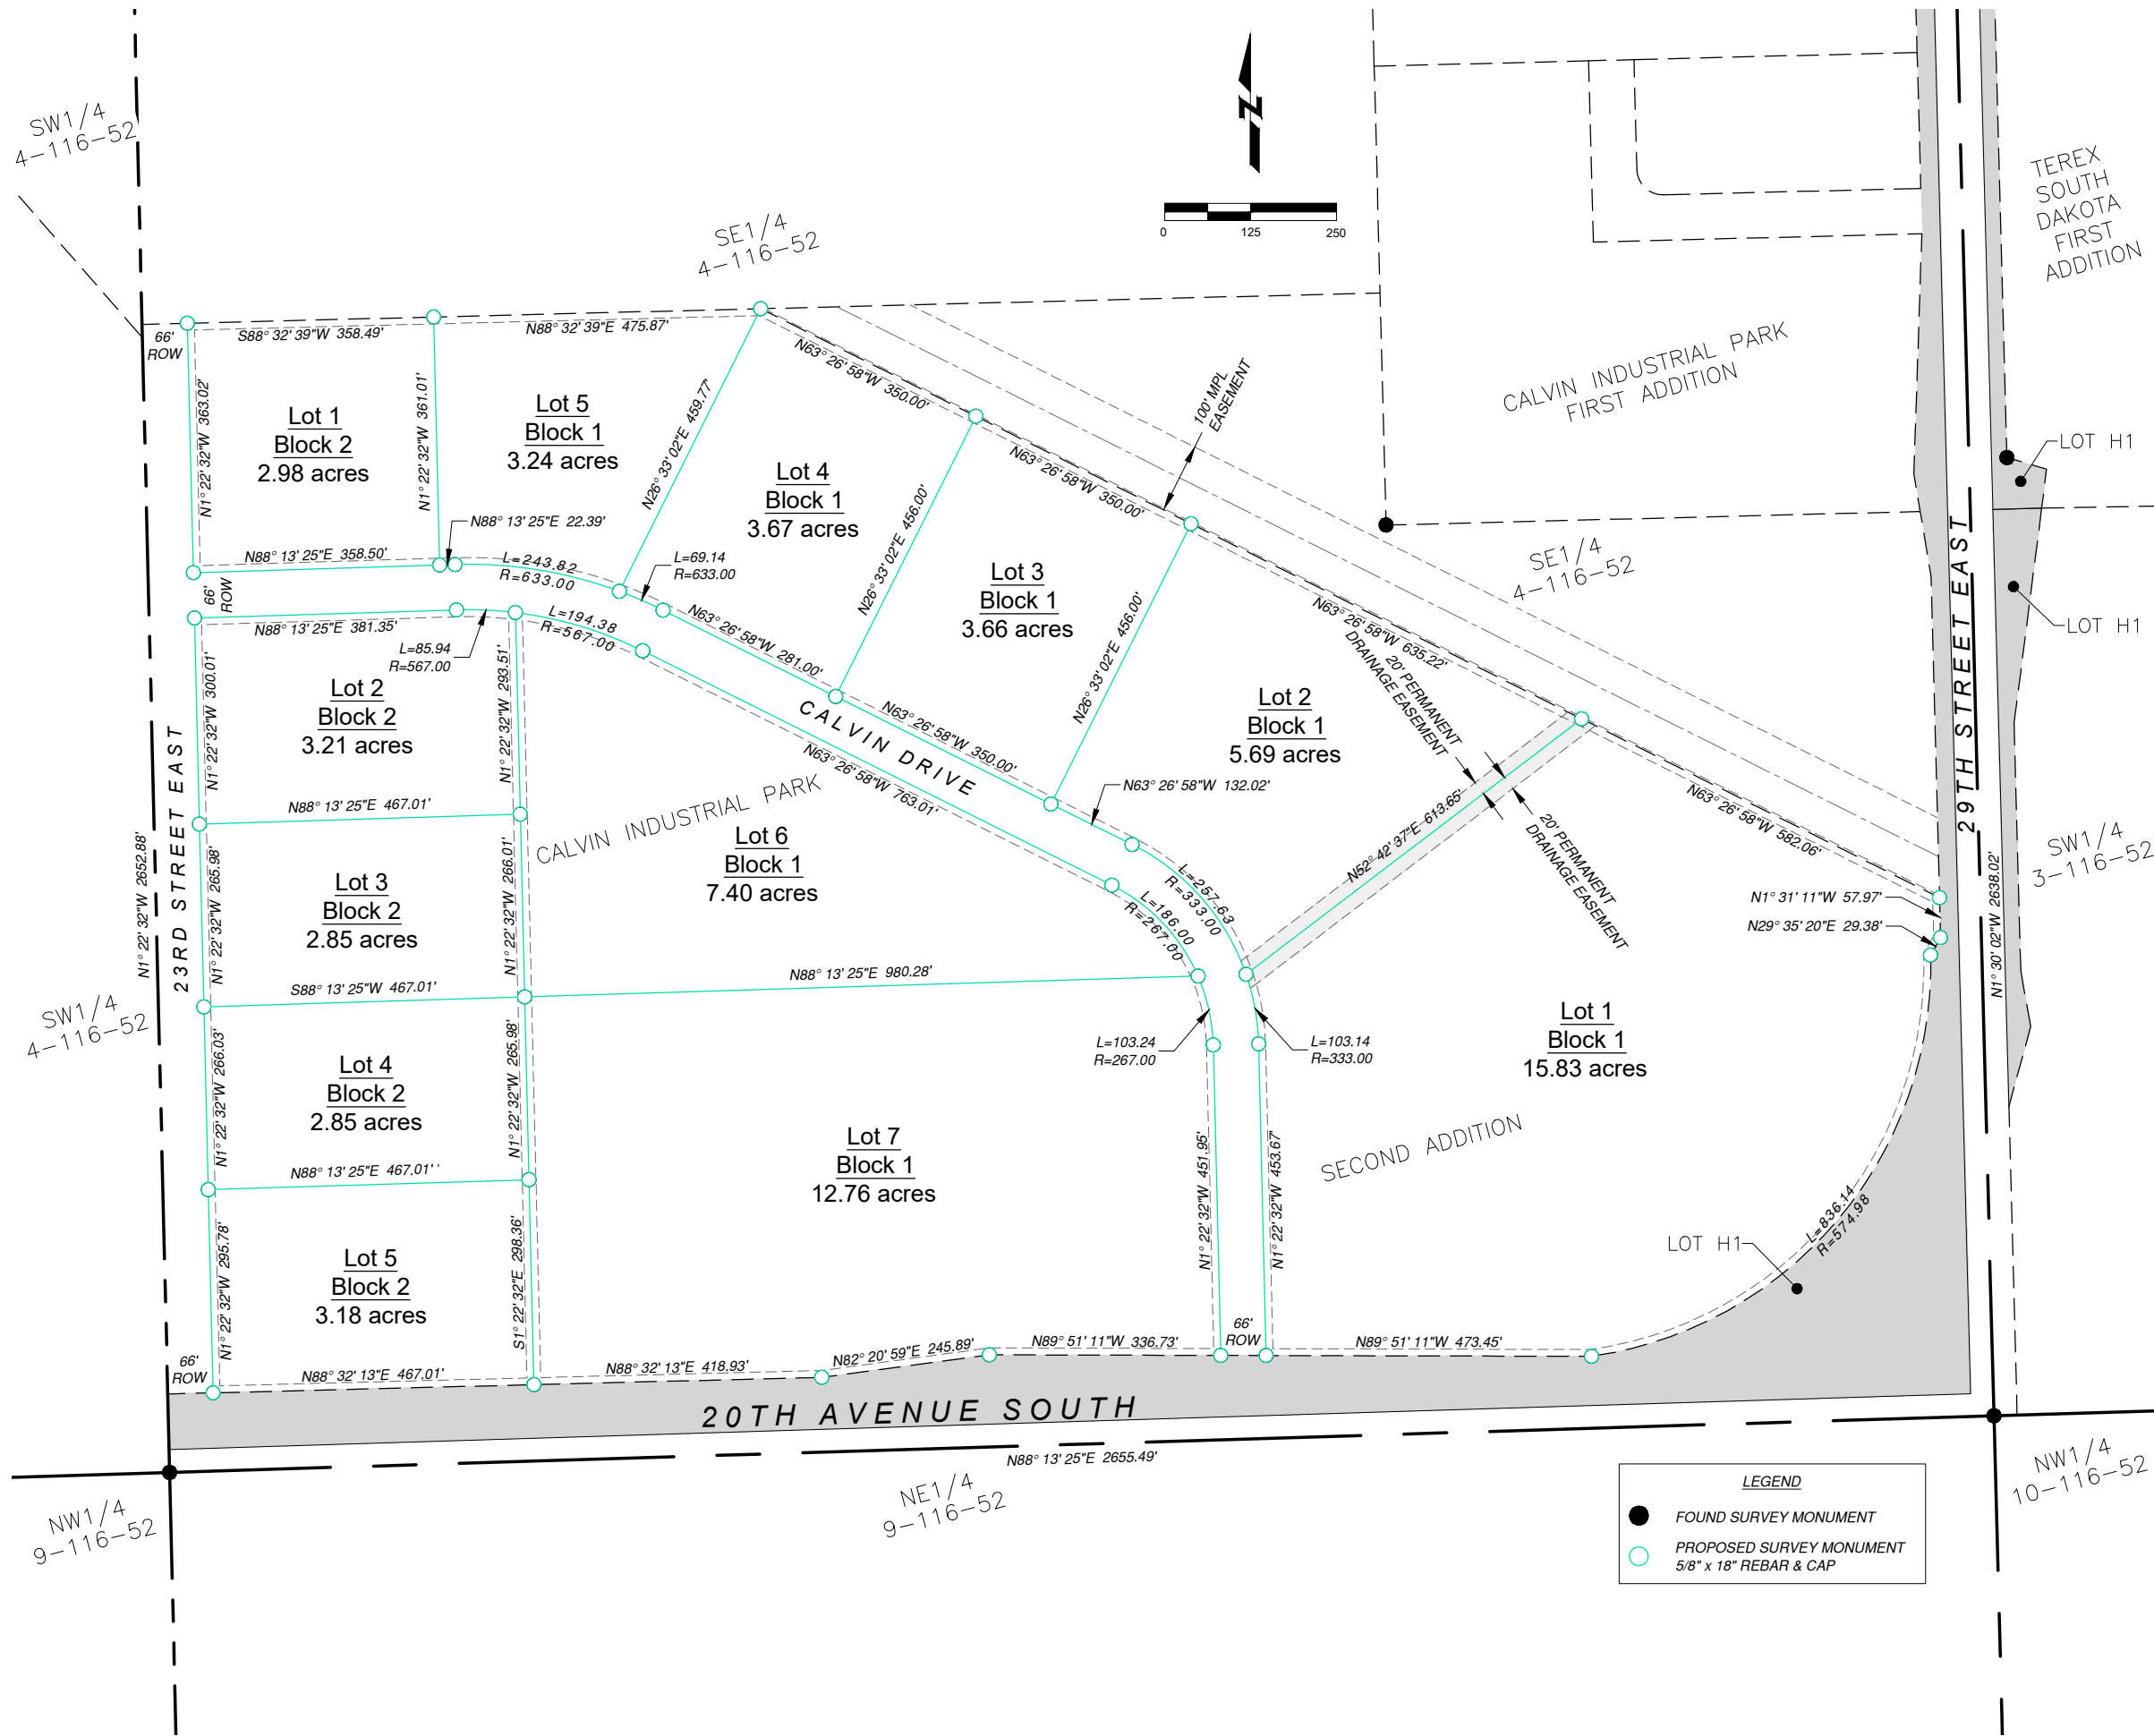 SW1/4
4-116-52
SE1/4
4-116-52
N
0 125 250
TEREX
SOUTH
DAKOTA
FIRST
ADDITION
CALVIN INDUSTRIAL PARK
FIRST ADDITION
100' MPL
EASEMENT
LOT H1
LOT H1
SE1/4
4-116-52
29TH STREET EAST
66'
ROW
S88° 32' 39"W 358.49'
N88° 32' 39"E 475.87'
N1° 22' 32"W 363.02'
N1° 22' 32"W 361.01'
Lot 1
Block 2
2.98 acres
Lot 5
Block 1
3.24 acres
N26° 33' 02"E 459.77'
N63° 26' 58"W 350.00'
Lot 4
Block 1
3.67 acres
N26° 33' 02"E 456.00'
N63° 26' 58"W 350.00'
Lot 3
Block 1
3.66 acres
N26° 33' 02"E 456.00'
N63° 26' 58"W 635.22'
N88° 13' 25"E 22.39'
N88° 13' 25"E 358.50'
L=243.82
R=633.00
L=69.14
R=633.00
66'
ROW
N88° 13' 25"E 381.35'
L=85.94
R=567.00
L=194.38
R=567.00
N63° 26' 58"W 281.00'
N63° 26' 58"W 350.00'
CALVIN DRIVE
N63° 26' 58"W 763.01'
N63° 26' 58"W 132.02'
Lot 2
Block 1
5.69 acres
20' PERMANENT
DRAINAGE EASEMENT
20' PERMANENT
DRAINAGE EASEMENT
N52° 42' 37"E 613.65'
N63° 26' 58"W 582.06'
N1° 31' 11"W 57.97'
N29° 35' 20"E 29.38'
N1° 30' 02"W 2638.02'
SW1/4
3-116-52
23RD STREET EAST
N1° 22' 32"W 2652.88'
N1° 22' 32"W 300.01'
Lot 2
Block 2
3.21 acres
N1° 22' 32"W 293.51'
N88° 13' 25"E 467.01'
CALVIN INDUSTRIAL PARK
Lot 6
Block 1
7.40 acres
N1° 22' 32"W 265.98'
Lot 3
Block 2
2.85 acres
N1° 22' 32"W 266.01'
L=257.63
R=333.00
L=186.00
R=267.00
S88° 13' 25"W 467.01'
N88° 13' 25"E 980.28'
SW1/4
4-116-52
N1° 22' 32"W 266.03'
Lot 4
Block 2
2.85 acres
N1° 22' 32"W 265.98'
L=103.24
R=267.00
L=103.14
R=333.00
Lot 1
Block 1
15.83 acres
N88° 13' 25"E 467.01' '
Lot 7
Block 1
12.76 acres
SECOND ADDITION
N1° 22' 32"W 295.78'
Lot 5
Block 2
3.18 acres
S1° 22' 32"E 298.36'
N1° 22' 32"W 451.95'
N1° 22' 32"W 453.67'
L=836.14
R=574.98
LOT H1
66'
ROW
N88° 32' 13"E 467.01'
N88° 32' 13"E 418.93'
N82° 20' 59"E 245.89'
N89° 51' 11"W 336.73'
66'
ROW
N89° 51' 11"W 473.45'
20TH AVENUE SOUTH
N88° 13' 25"E 2655.49'
NW1/4
9-116-52
NE1/4
9-116-52
NW1/4
10-116-52
LEGEND
FOUND SURVEY MONUMENT
PROPOSED SURVEY MONUMENT
5/8" x 18" REBAR & CAP